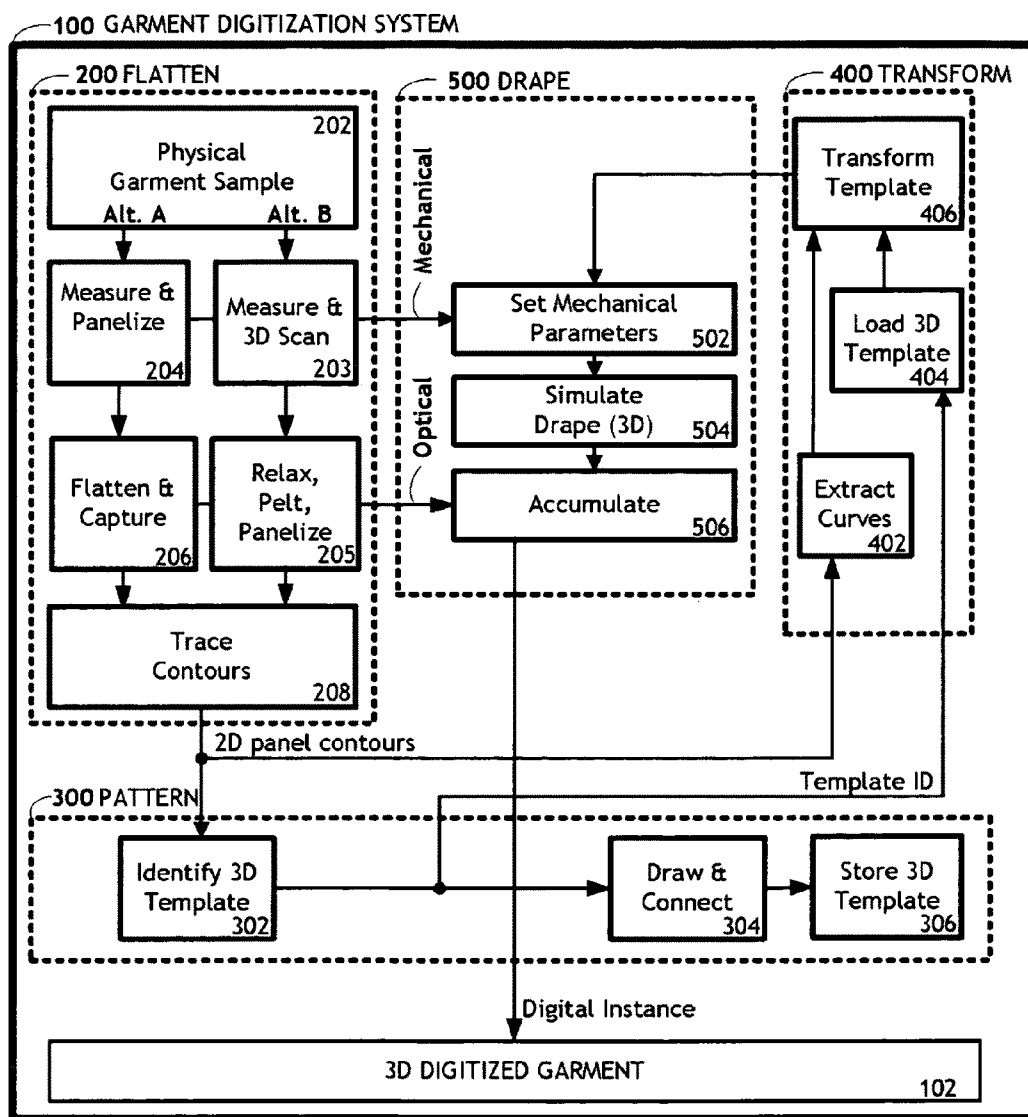 100 GARMENT DIGITIZATION SYSTEM
200 FLATTEN
202
Physical
Garment Sample
Alt. A
Alt. B
Measure &
Panelize
204
Measure &
3D Scan
203
Flatten &
Capture
206
Relax,
Pelt,
Panelize
205
Trace
Contours
208
Mechanical
Optical
500 DRAPE
Set Mechanical
Parameters
502
Simulate
Drape (3D)
504
Accumulate
506
400 TRANSFORM
Transform
Template
406
Load 3D
Template
404
Extract
Curves
402
2D panel contours
Template ID
300 PATTERN
Identify 3D
Template
302
Draw &
Connect
304
Store 3D
Template
306
Digital Instance
3D DIGITIZED GARMENT
102